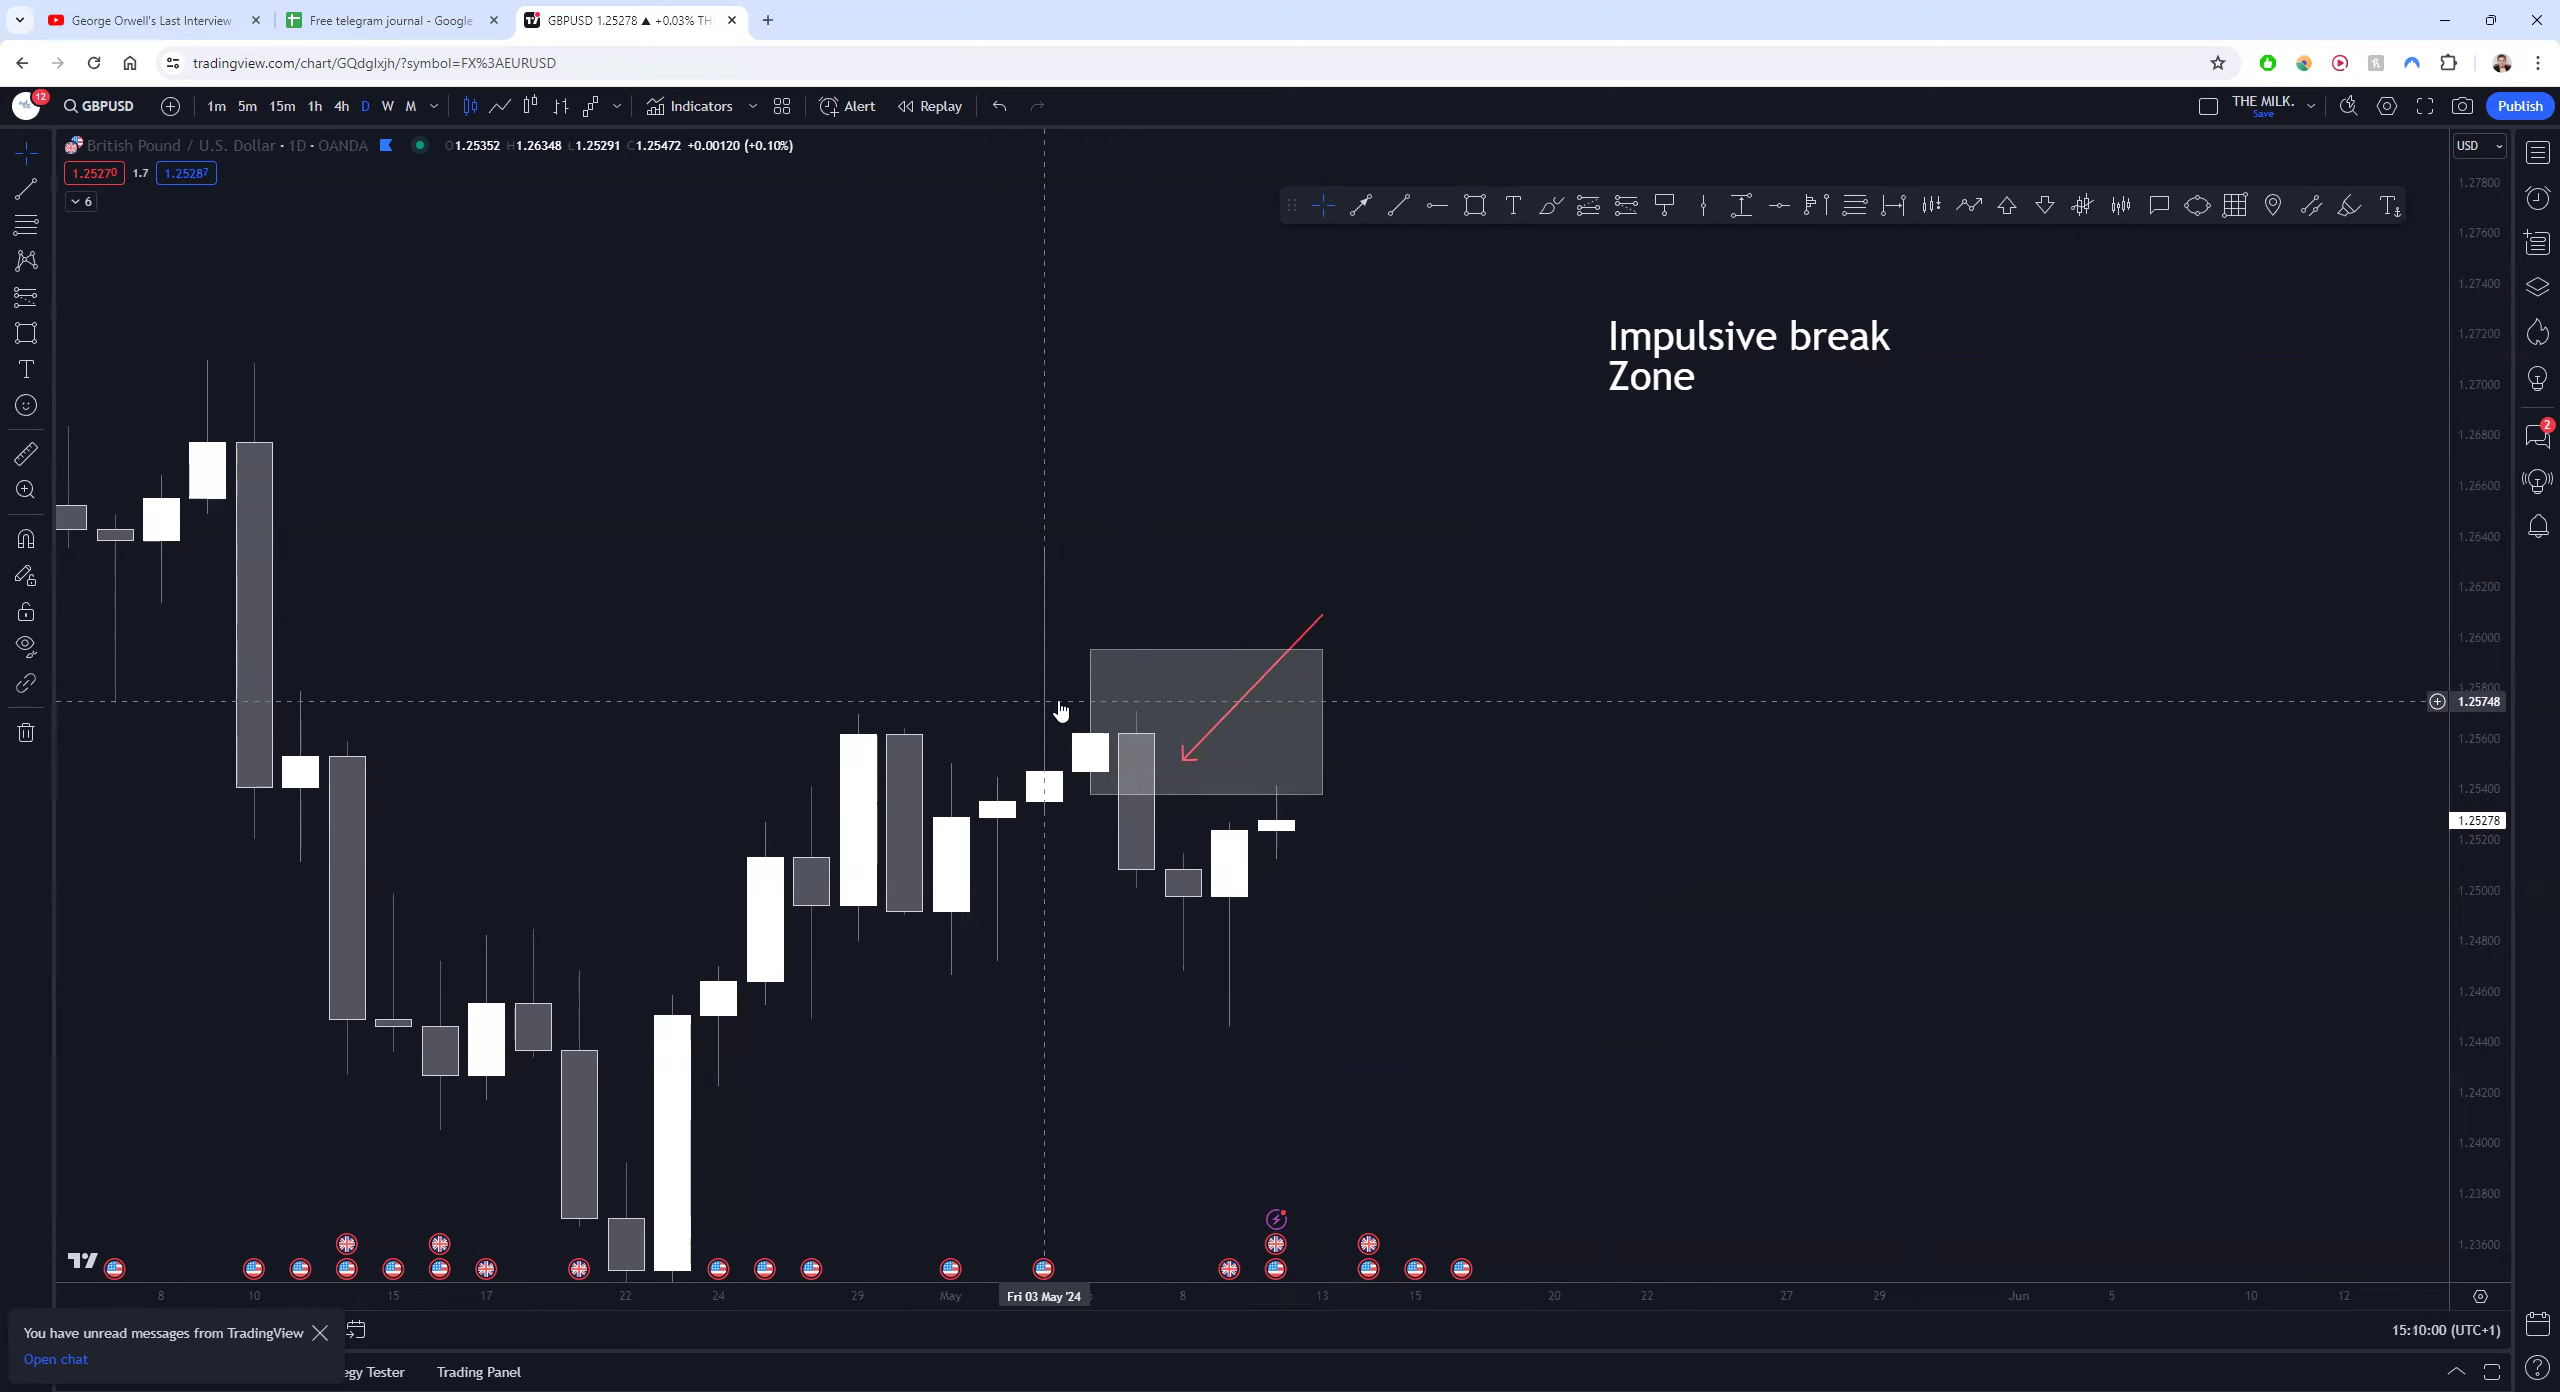 George Orwell's Last Interview
Free telegram journal - Google
GBPUSD 1.25278 ▲ +0.03% TH
tradingview.com/chart/GQdglxjh/?symbol=FX%3AEURUSD
12
GBPUSD
1m 5m 15m 1h 4h D W M
Indicators
Alert
Replay
THE MILK.
Save
Publish
British Pound / U.S. Dollar · 1D · OANDA
O1.25352 H1.26348 L1.25291 C1.25472 +0.00120 (+0.10%)
USD
1.25270 1.7 1.25287
6
Impulsive break
Zone
1.27800
1.27600
1.27400
1.27200
1.27000
1.26800
1.26600
1.26400
1.26200
1.26000
1.25800
1.25748
1.25600
1.25400
1.25278
1.25200
1.25000
1.24800
1.24600
1.24400
1.24200
1.24000
1.23800
1.23600
2
8 10 15 17 22 24 29 May Fri 03 May '24 8 13 15 20 22 27 29 Jun 5 10 12
You have unread messages from TradingView
Open chat
15:10:00 (UTC+1)
egy Tester
Trading Panel